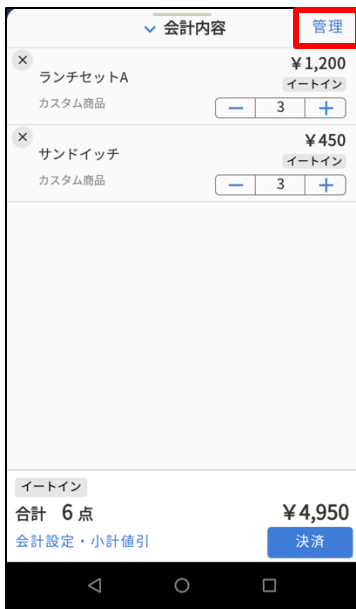 会計内容 管理
ランチセットA ¥1,200
イートイン
カスタム商品 − 3 +
サンドイッチ ¥450
イートイン
カスタム商品 − 3 +
イートイン
合計 6点 ¥4,950
会計設定・小計値引 決済